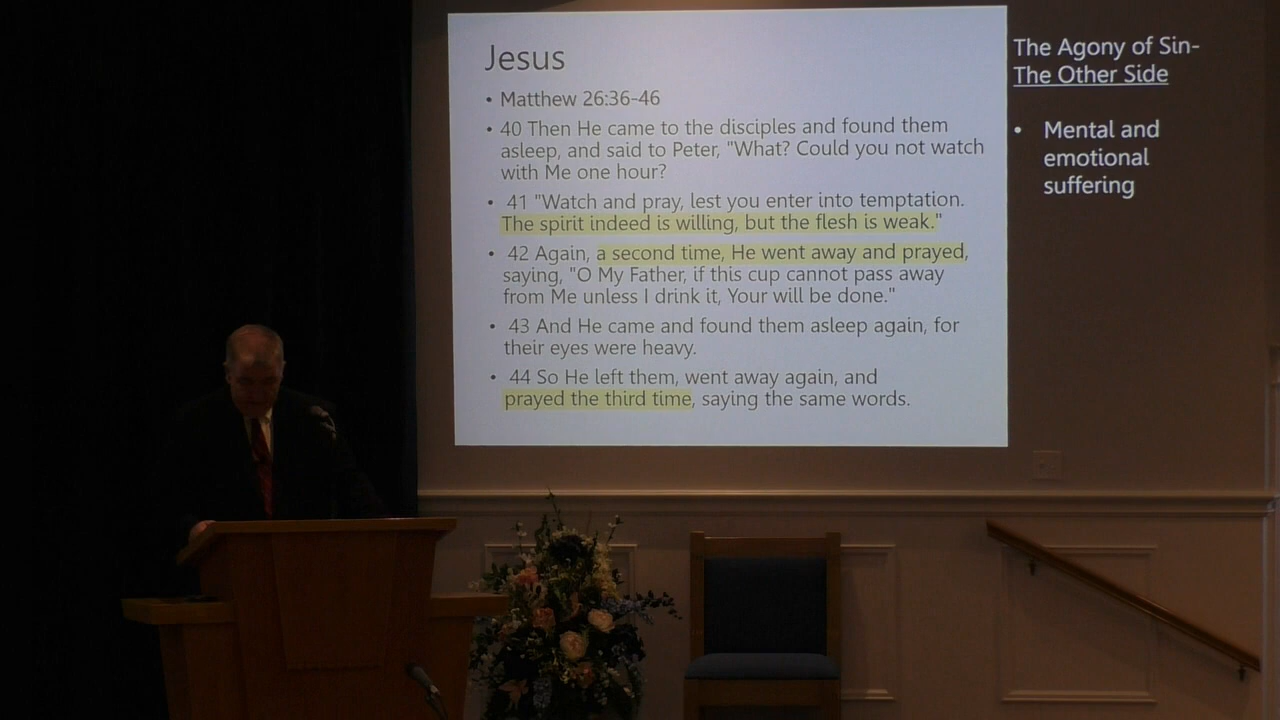 Jesus
• Matthew 26:36-46
• 40 Then He came to the disciples and found them
asleep, and said to Peter, "What? Could you not watch
with Me one hour?
• 41 "Watch and pray, lest you enter into temptation.
The spirit indeed is willing, but the flesh is weak."
• 42 Again, a second time, He went away and prayed,
saying, "O My Father, if this cup cannot pass away
from Me unless I drink it, Your will be done."
• 43 And He came and found them asleep again, for
their eyes were heavy.
• 44 So He left them, went away again, and
prayed the third time, saying the same words.
The Agony of Sin-
The Other Side
• Mental and
emotional
suffering